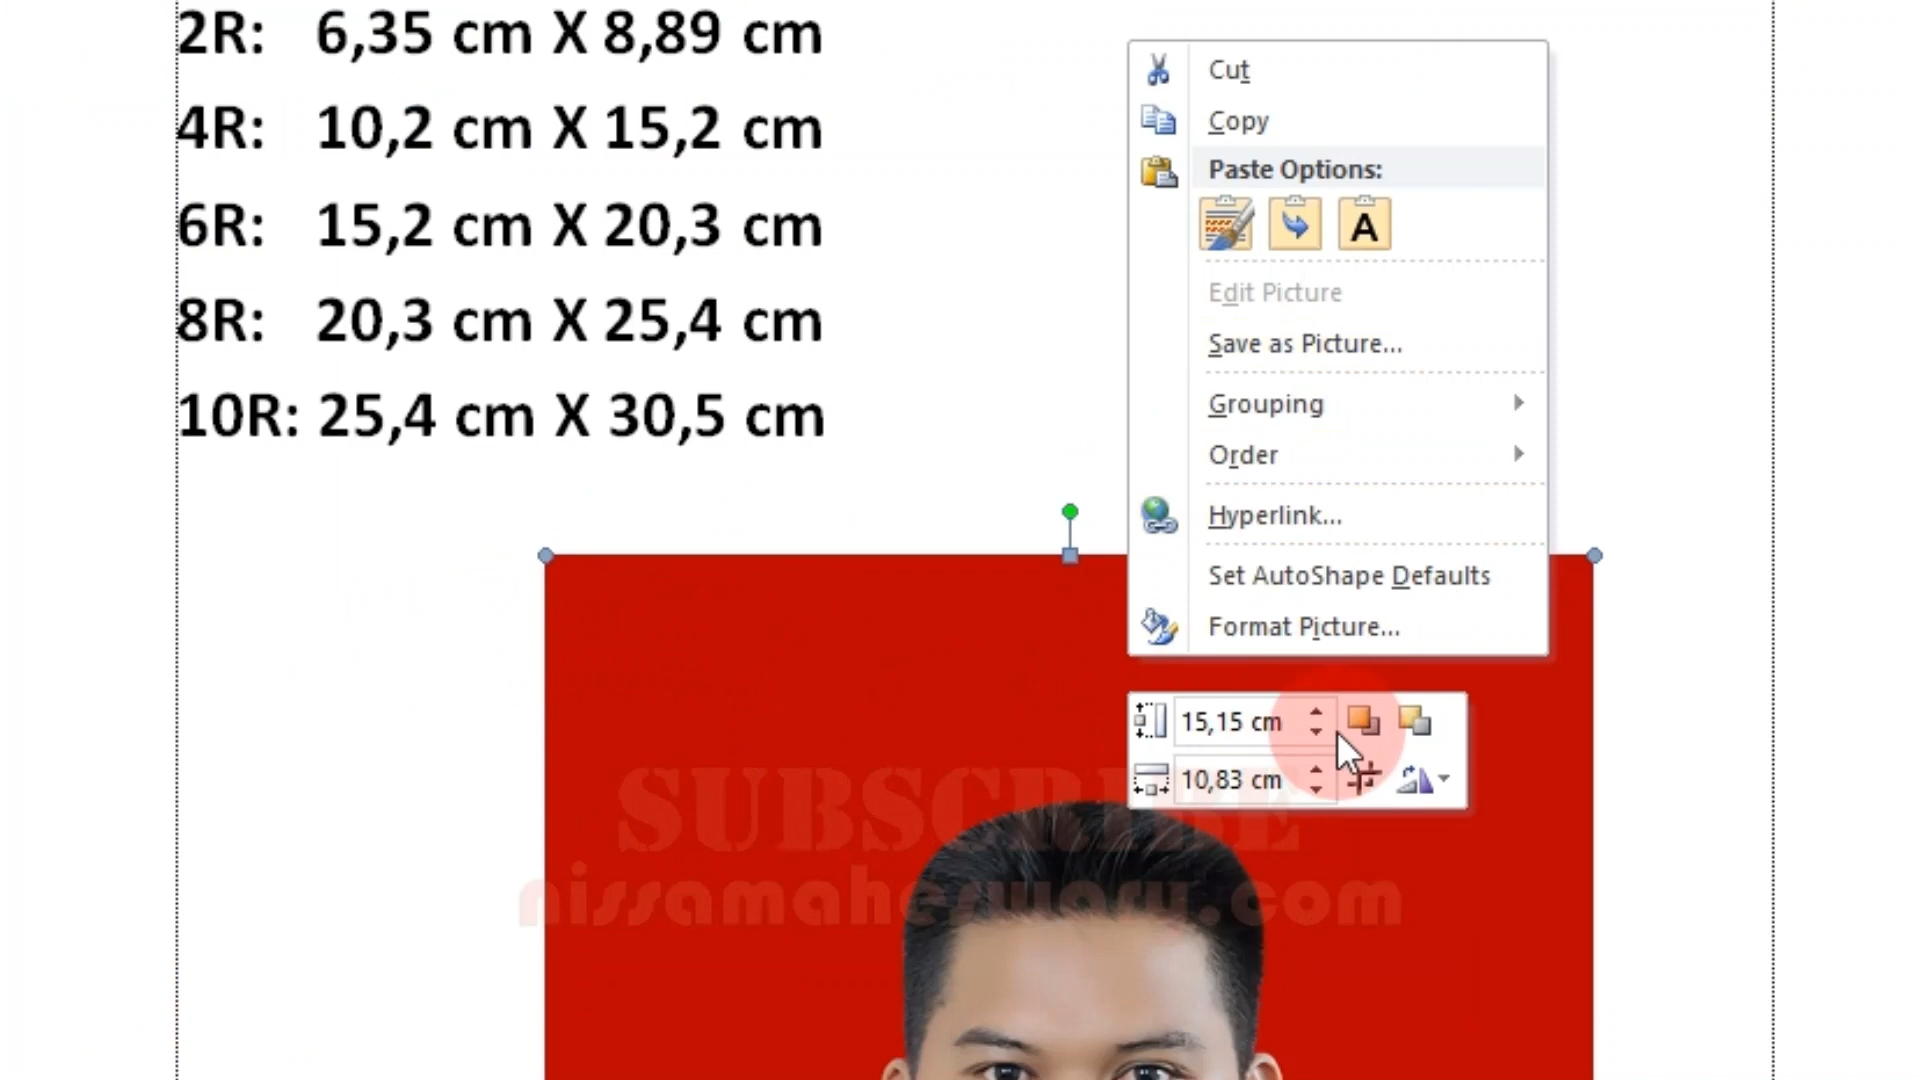 2R: 6,35 cm X 8,89 cm
4R: 10,2 cm X 15,2 cm
6R: 15,2 cm X 20,3 cm
8R: 20,3 cm X 25,4 cm
10R: 25,4 cm X 30,5 cm
Cut
Copy
Paste Options:
A
Edit Picture
Save as Picture...
Grouping
Order
Hyperlink...
Set AutoShape Defaults
Format Picture...
15,15 cm
10,83 cm
SUBSCRIBE
nissamaheswary.com